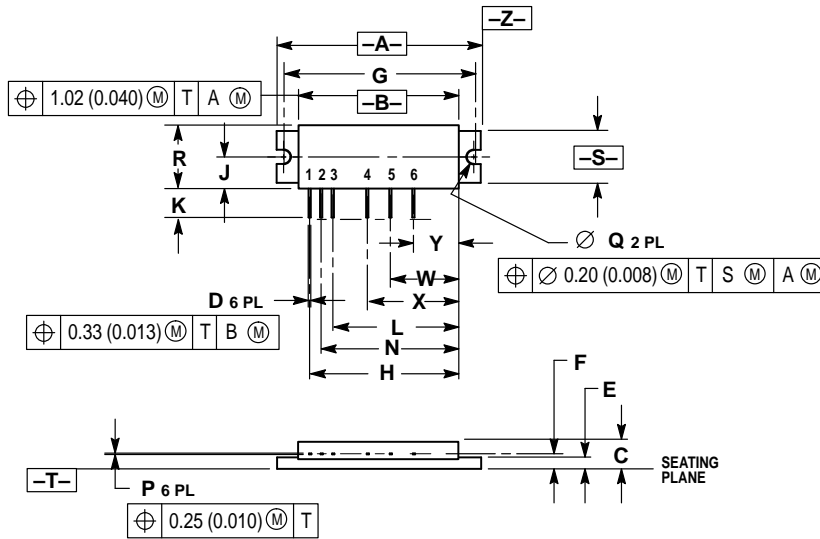 –Z–
–A–
G
⌖ 1.02 (0.040) Ⓜ T A Ⓜ
–B–
R
J
–S–
1 2 3 4 5 6
K
Y
∅ Q 2 PL
W
⌖ ∅ 0.20 (0.008) Ⓜ T S Ⓜ A Ⓜ
D 6 PL
X
⌖ 0.33 (0.013) Ⓜ T B Ⓜ
L
N
H
F
E
C
SEATING
PLANE
–T–
P 6 PL
⌖ 0.25 (0.010) Ⓜ T